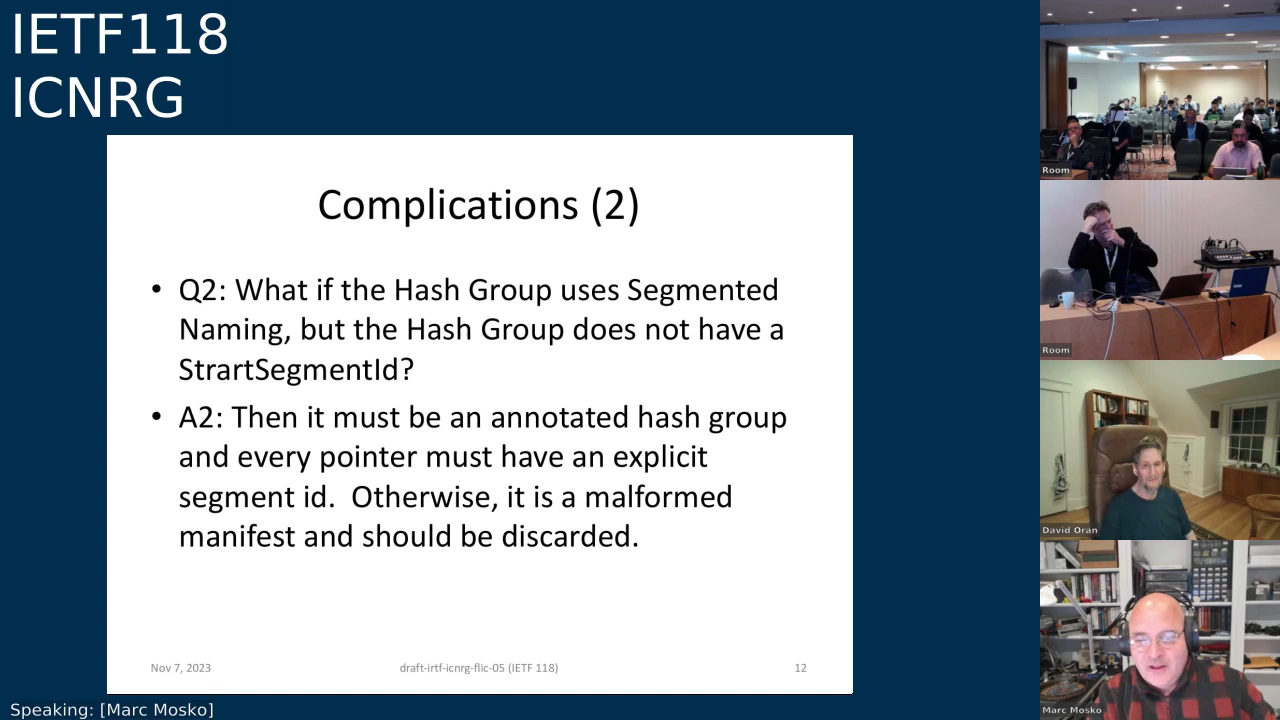 IETF118
ICNRG
Complications (2)
• Q2: What if the Hash Group uses Segmented
Naming, but the Hash Group does not have a
StrartSegmentId?
• A2: Then it must be an annotated hash group
and every pointer must have an explicit
segment id.  Otherwise, it is a malformed
manifest and should be discarded.
Nov 7, 2023
draft-irtf-icnrg-flic-05 (IETF 118)
12
Room
Room
David Oran
Marc Mosko
Speaking: [Marc Mosko]